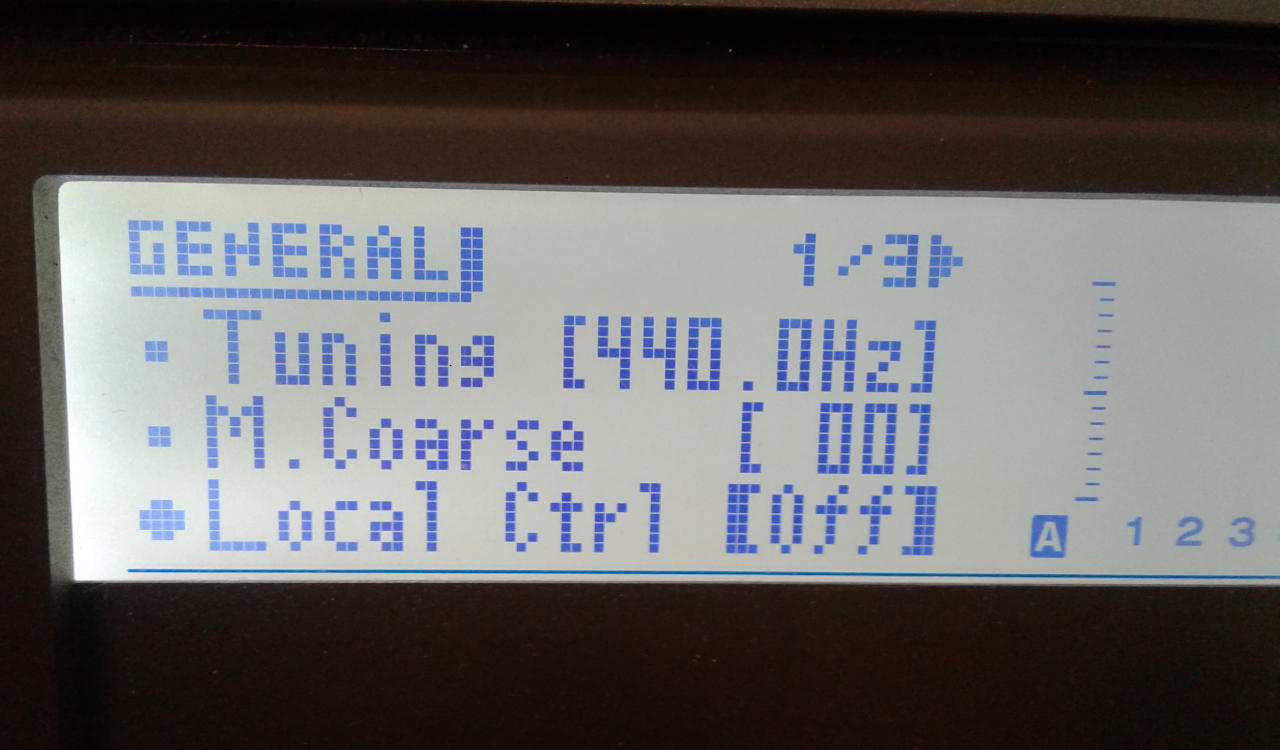 GENERAL 1/3
Tuning [440.0Hz]
M.Coarse [ 00]
Local Ctrl [Off]
A 1 2 3